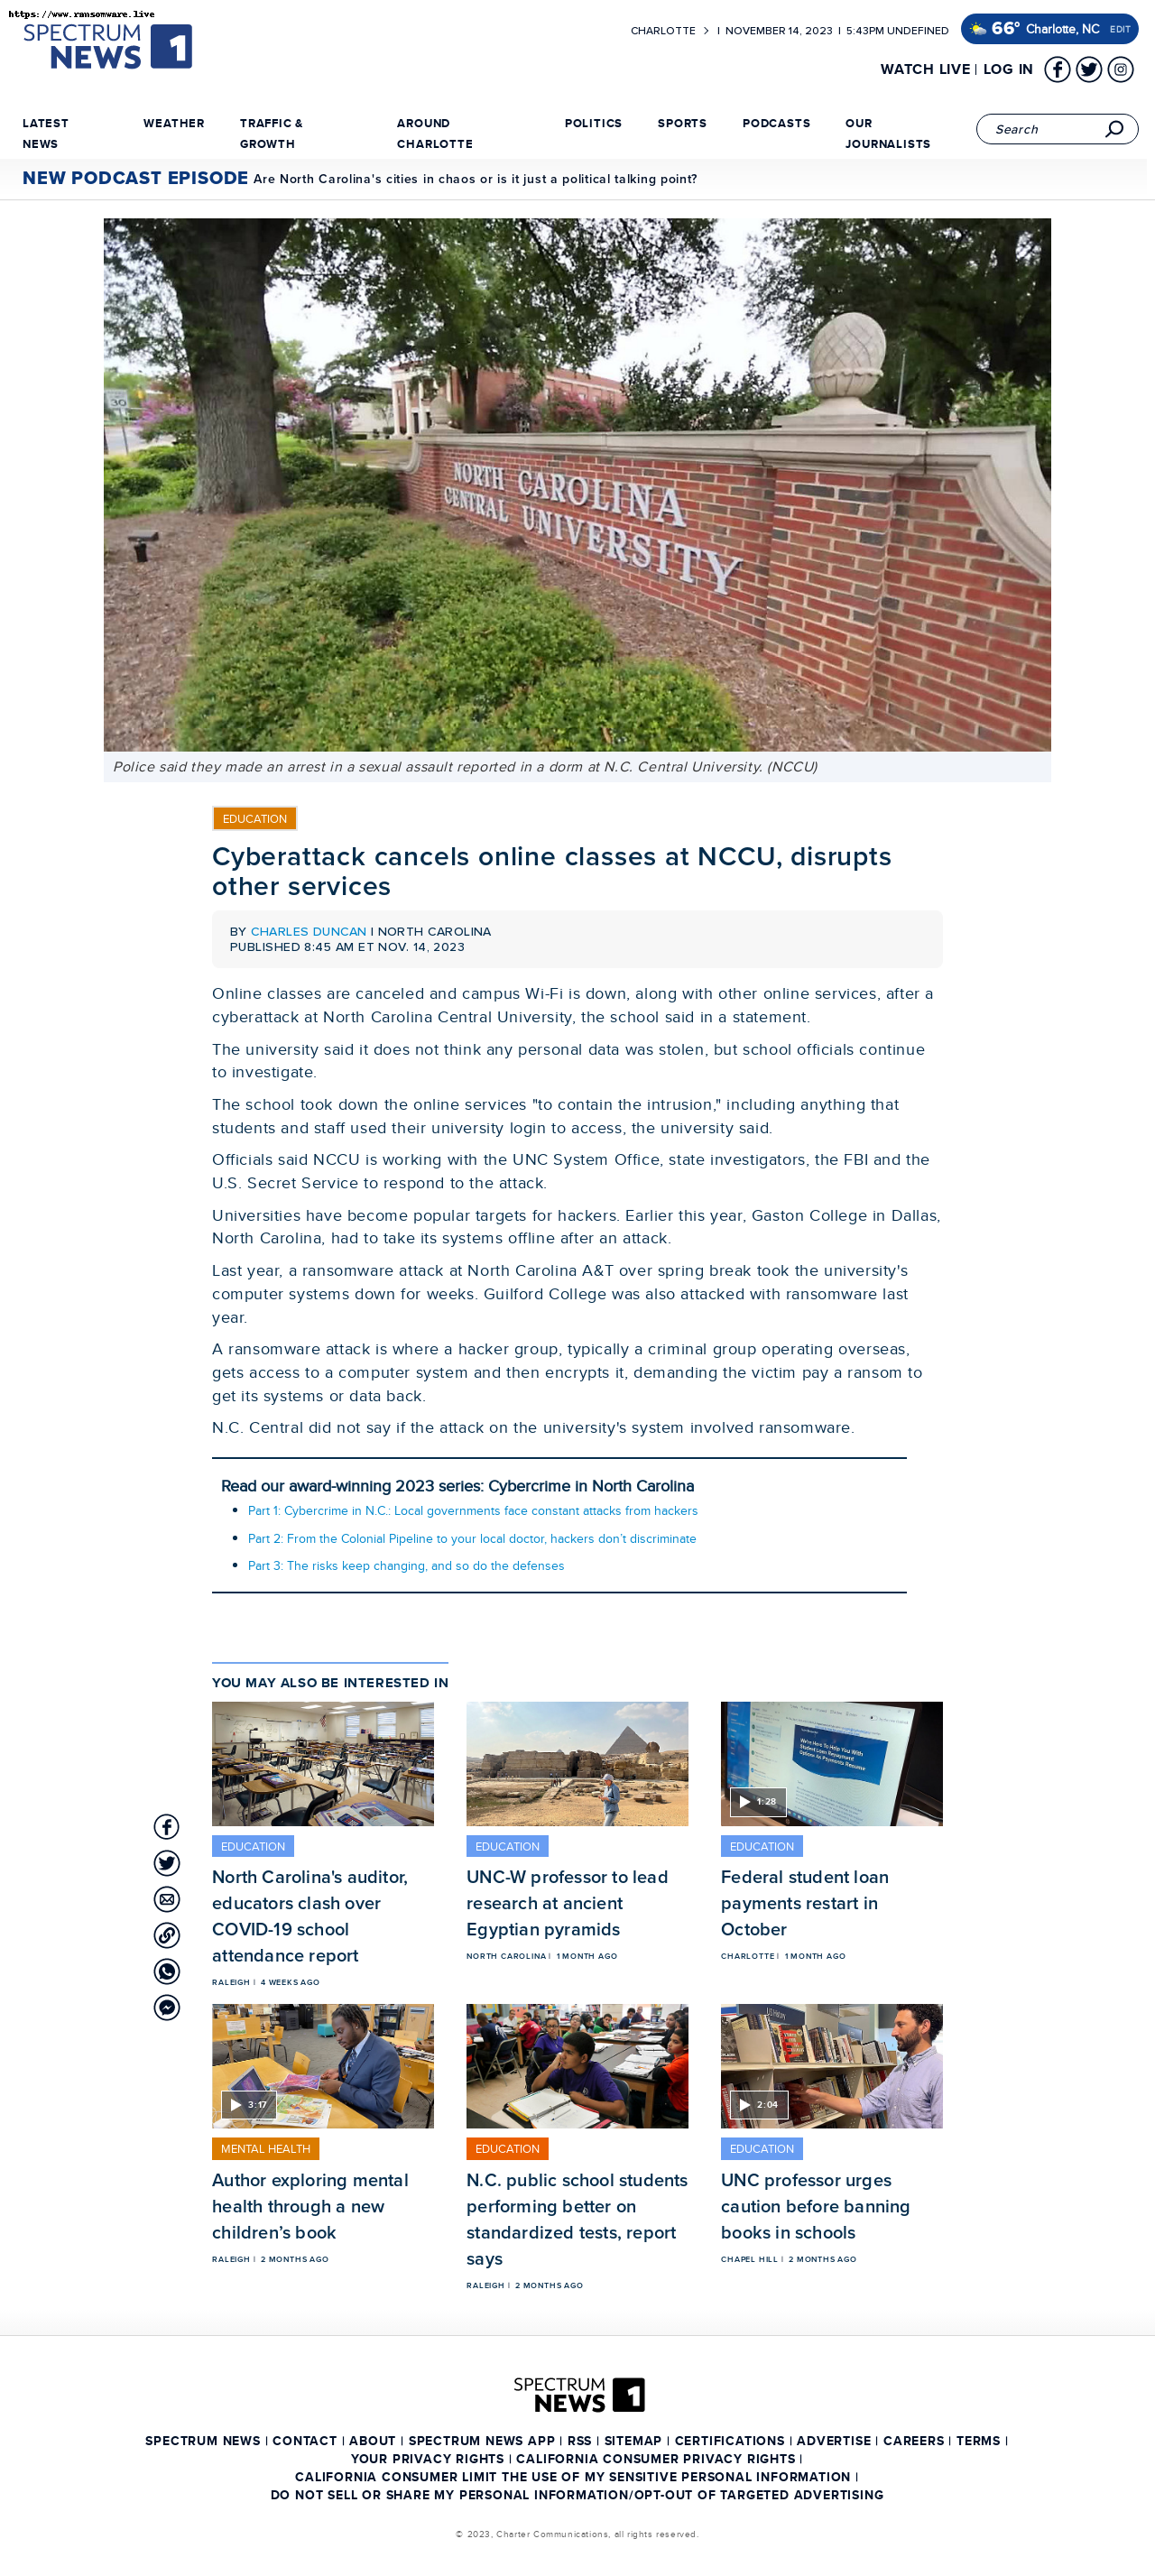 https://www.ransomware.live
SPECTRUM
NEWS 1
CHARLOTTE > | NOVEMBER 14, 2023 | 5:43PM UNDEFINED
66° Charlotte, NC EDIT
WATCH LIVE | LOG IN
LATEST NEWS
WEATHER
TRAFFIC & GROWTH
AROUND CHARLOTTE
POLITICS
SPORTS
PODCASTS
OUR JOURNALISTS
Search
NEW PODCAST EPISODE Are North Carolina's cities in chaos or is it just a political talking point?
30
NORTH CAROLINA
CENTRAL UNIVERSITY
Police said they made an arrest in a sexual assault reported in a dorm at N.C. Central University. (NCCU)
EDUCATION
Cyberattack cancels online classes at NCCU, disrupts
other services
BY CHARLES DUNCAN | NORTH CAROLINA
PUBLISHED 8:45 AM ET NOV. 14, 2023
Online classes are canceled and campus Wi-Fi is down, along with other online services, after a
cyberattack at North Carolina Central University, the school said in a statement.
The university said it does not think any personal data was stolen, but school officials continue
to investigate.
The school took down the online services "to contain the intrusion," including anything that
students and staff used their university login to access, the university said.
Officials said NCCU is working with the UNC System Office, state investigators, the FBI and the
U.S. Secret Service to respond to the attack.
Universities have become popular targets for hackers. Earlier this year, Gaston College in Dallas,
North Carolina, had to take its systems offline after an attack.
Last year, a ransomware attack at North Carolina A&T over spring break took the university's
computer systems down for weeks. Guilford College was also attacked with ransomware last
year.
A ransomware attack is where a hacker group, typically a criminal group operating overseas,
gets access to a computer system and then encrypts it, demanding the victim pay a ransom to
get its systems or data back.
N.C. Central did not say if the attack on the university's system involved ransomware.
Read our award-winning 2023 series: Cybercrime in North Carolina
• Part 1: Cybercrime in N.C.: Local governments face constant attacks from hackers
• Part 2: From the Colonial Pipeline to your local doctor, hackers don’t discriminate
• Part 3: The risks keep changing, and so do the defenses
YOU MAY ALSO BE INTERESTED IN
EDUCATION
North Carolina's auditor,
educators clash over
COVID-19 school
attendance report
RALEIGH | 4 WEEKS AGO
EDUCATION
UNC-W professor to lead
research at ancient
Egyptian pyramids
NORTH CAROLINA | 1 MONTH AGO
We're Here To Help You With
Student Loan Repayment
Options As Payments Resume
1:28
EDUCATION
Federal student loan
payments restart in
October
CHARLOTTE | 1 MONTH AGO
3:17
MENTAL HEALTH
Author exploring mental
health through a new
children’s book
RALEIGH | 2 MONTHS AGO
EDUCATION
N.C. public school students
performing better on
standardized tests, report
says
RALEIGH | 2 MONTHS AGO
2:04
EDUCATION
UNC professor urges
caution before banning
books in schools
CHAPEL HILL | 2 MONTHS AGO
SPECTRUM
NEWS 1
SPECTRUM NEWS | CONTACT | ABOUT | SPECTRUM NEWS APP | RSS | SITEMAP | CERTIFICATIONS | ADVERTISE | CAREERS | TERMS |
YOUR PRIVACY RIGHTS | CALIFORNIA CONSUMER PRIVACY RIGHTS |
CALIFORNIA CONSUMER LIMIT THE USE OF MY SENSITIVE PERSONAL INFORMATION |
DO NOT SELL OR SHARE MY PERSONAL INFORMATION/OPT-OUT OF TARGETED ADVERTISING
© 2023, Charter Communications, all rights reserved.